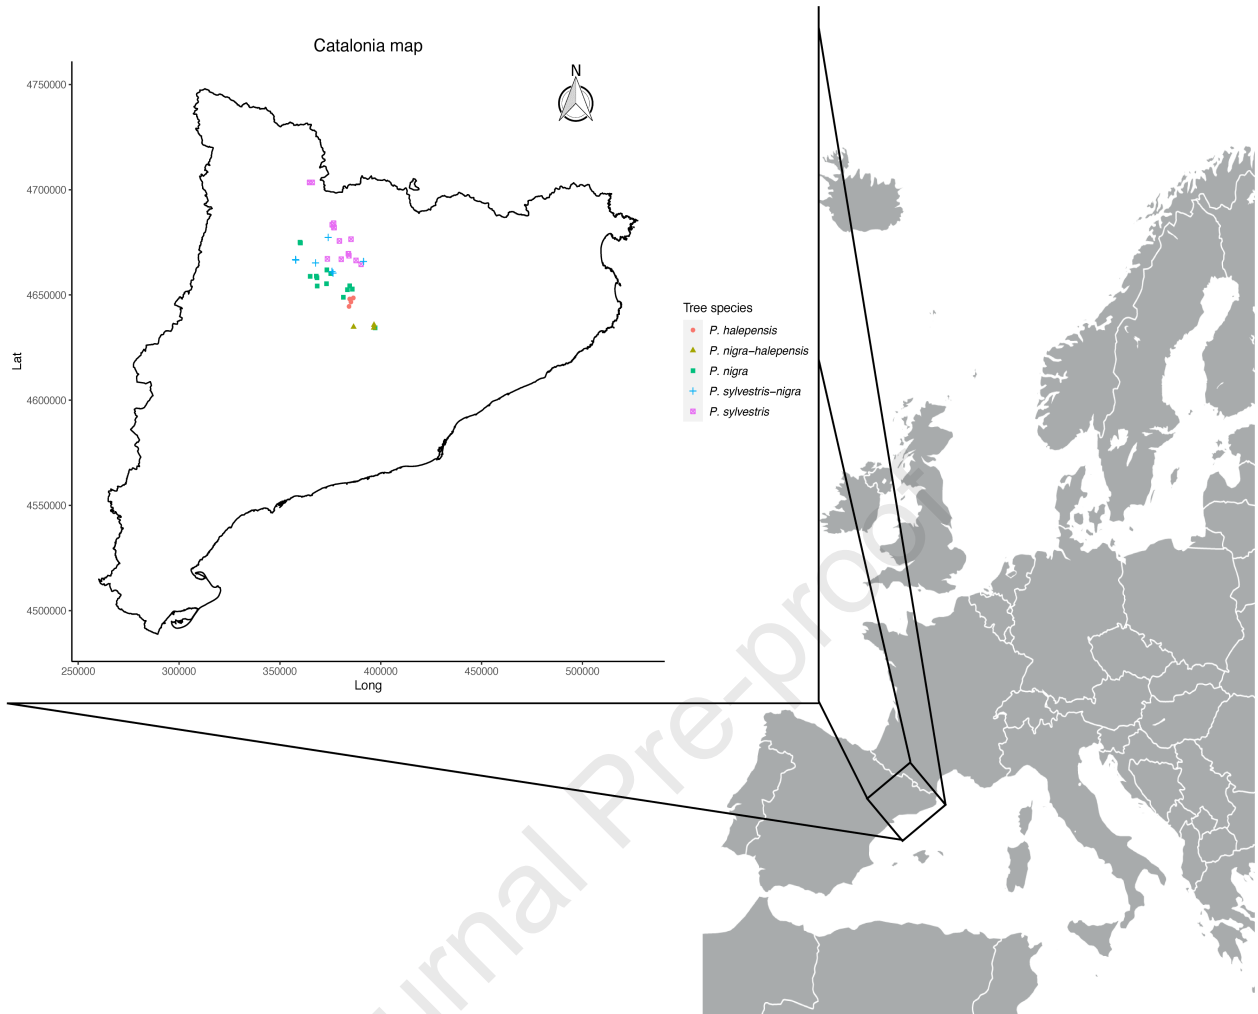 Catalonia map
N
4750000
4700000
4650000
4600000
4550000
4500000
Lat
250000
300000
350000
400000
450000
500000
Long
Tree species
P. halepensis
P. nigra−halepensis
P. nigra
P. sylvestris−nigra
P. sylvestris
urnal Pre-proof